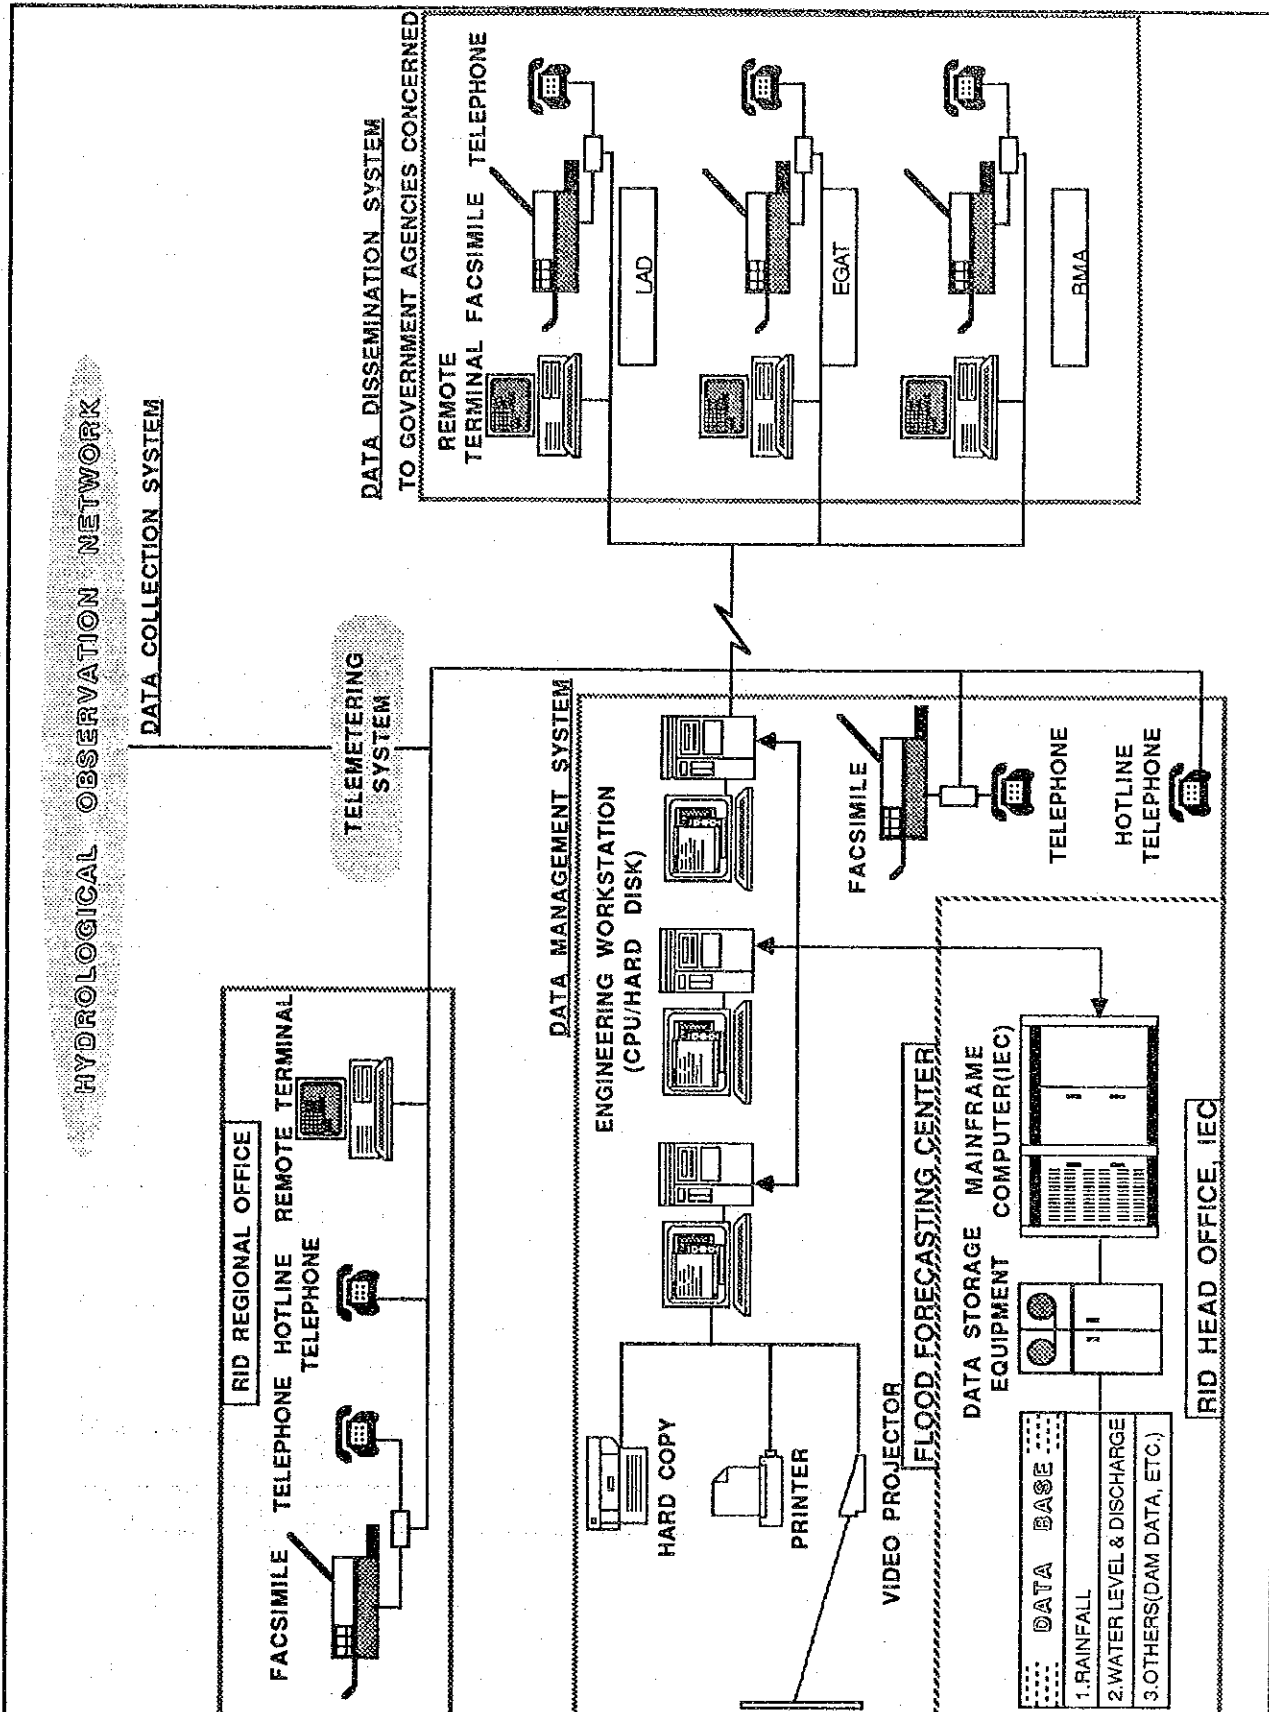 HYDROLOGICAL OBSERVATION NETWORK
DATA COLLECTION SYSTEM
TELEMETERING
SYSTEM
RID REGIONAL OFFICE
FACSIMILE TELEPHONE HOTLINE REMOTE TERMINAL
TELEPHONE
DATA DISSEMINATION SYSTEM
TO GOVERNMENT AGENCIES CONCERNED
REMOTE
TERMINAL FACSIMILE TELEPHONE
LAD
EGAT
BMA
DATA MANAGEMENT SYSTEM
ENGINEERING WORKSTATION
(CPU/HARD DISK)
HARD COPY
PRINTER
VIDEO PROJECTOR
FACSIMILE
TELEPHONE
HOTLINE
TELEPHONE
FLOOD FORECASTING CENTER
DATA STORAGE MAINFRAME
EQUIPMENT COMPUTER(IEC)
DATA BASE
1.RAINFALL
2.WATER LEVEL & DISCHARGE
3.OTHERS(DAM DATA, ETC.)
RID HEAD OFFICE, IEC